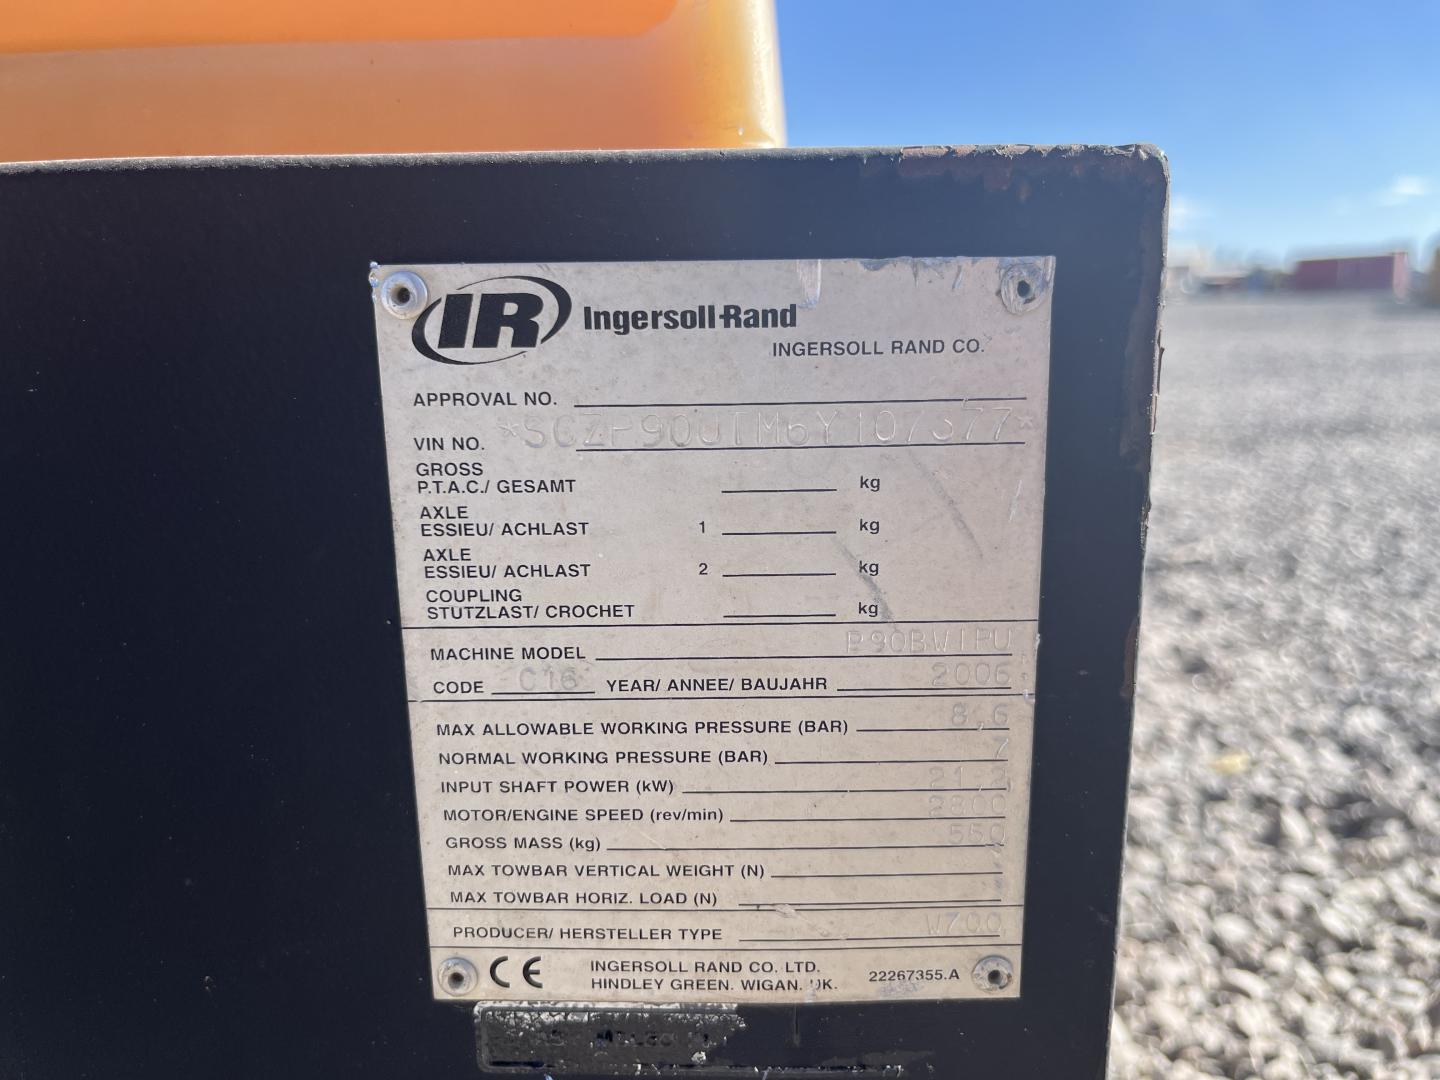 IR Ingersoll-Rand
INGERSOLL RAND CO.
APPROVAL NO.
VIN NO. *SCZP90UTM6Y107377*
GROSS
P.T.A.C./ GESAMT kg
AXLE
ESSIEU/ ACHLAST 1 kg
AXLE
ESSIEU/ ACHLAST 2 kg
COUPLING
STUTZLAST/ CROCHET kg
MACHINE MODEL P90BWIPU
CODE C16 YEAR/ ANNEE/ BAUJAHR 2006
MAX ALLOWABLE WORKING PRESSURE (BAR) 8,6
NORMAL WORKING PRESSURE (BAR) 7
INPUT SHAFT POWER (kW) 21,2
MOTOR/ENGINE SPEED (rev/min) 2800
GROSS MASS (kg) 550
MAX TOWBAR VERTICAL WEIGHT (N)
MAX TOWBAR HORIZ. LOAD (N)
PRODUCER/ HERSTELLER TYPE W700
CE INGERSOLL RAND CO. LTD. 22267355.A
HINDLEY GREEN. WIGAN. UK.